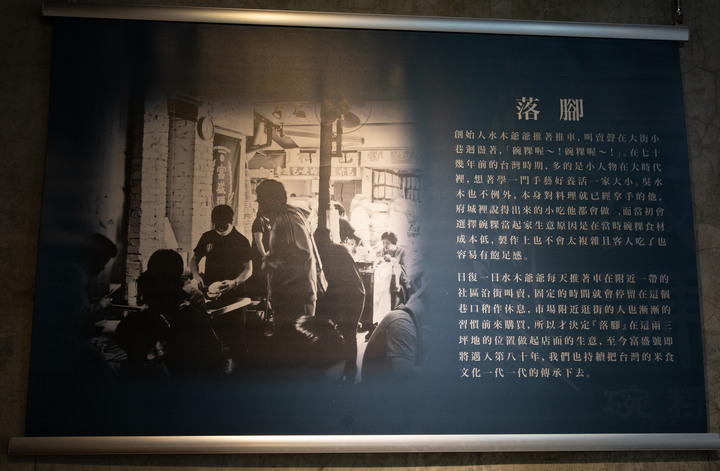 落腳
創始人水木爺爺推著推車，叫賣聲在大街小
巷迴盪著，「碗粿喔～！碗粿喔～！」。在七十
幾年前的台灣時期，多的是小人物在大時代
裡，想著學一門手藝好養活一家大小。吳水
木也不例外，本身對料理就已經拿手的他，
府城裡說得出來的小吃他都會做，而當初會
選擇碗粿當起家生意原因是在當時碗粿食材
成本低，製作上也不會太複雜且客人吃了也
容易有飽足感。
日復一日水木爺爺每天推著車在附近一帶的
社區沿街叫賣，固定的時間就會停留在這個
巷口稍作休息，市場附近逛街的人也漸漸的
習慣前來購買，所以才決定『落腳』在這兩三
坪地的位置做起店面的生意，至今富盛號即
將邁入第八十年，我們也持續把台灣的米食
文化一代一代的傳承下去。
碗粿